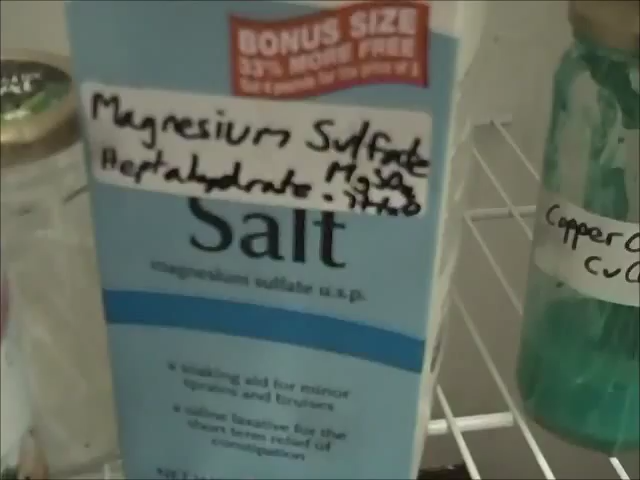 BONUS SIZE
33% MORE FREE
Magnesium Sulfate
Heptahydrate MgSO4
· 7H2O
Salt
magnesium sulfate u.s.p.
• soaking aid for minor
sprains and bruises
• saline laxative for the
short term relief of
constipation
Copper
CuC